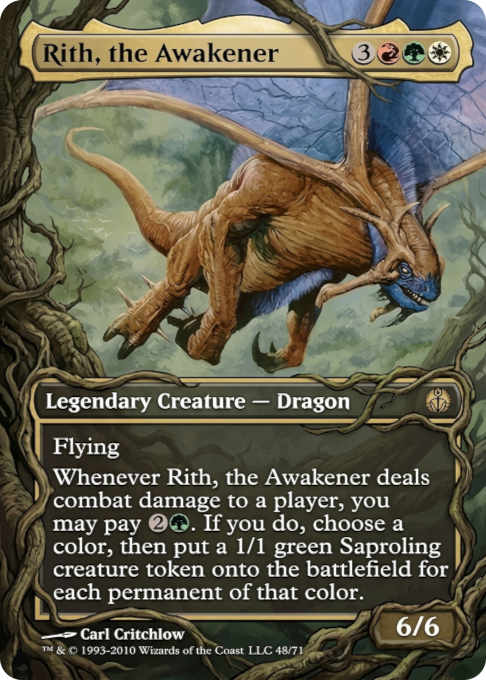 Rith, the Awakener 3
Legendary Creature — Dragon
Flying
Whenever Rith, the Awakener deals
combat damage to a player, you
may pay 2. If you do, choose a
color, then put a 1/1 green Saproling
creature token onto the battlefield for
each permanent of that color.
6/6
Carl Critchlow
™ & © 1993-2010 Wizards of the Coast LLC 48/71